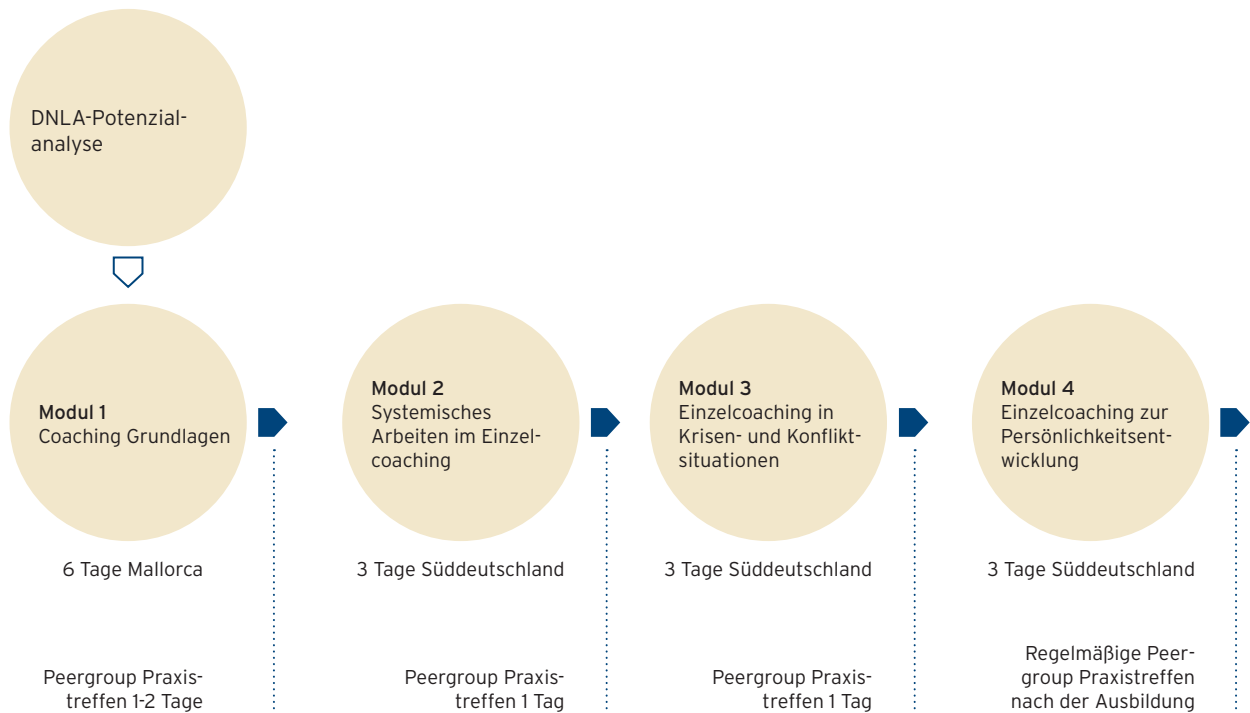 DNLA-Potenzial-
analyse
Modul 1
Coaching Grundlagen
Modul 2
Systemisches
Arbeiten im Einzel-
coaching
Modul 3
Einzelcoaching in
Krisen- und Konflikt-
situationen
Modul 4
Einzelcoaching zur
Persönlichkeitsent-
wicklung
6 Tage Mallorca
3 Tage Süddeutschland
3 Tage Süddeutschland
3 Tage Süddeutschland
Peergroup Praxis-
treffen 1-2 Tage
Peergroup Praxis-
treffen 1 Tag
Peergroup Praxis-
treffen 1 Tag
Regelmäßige Peer-
group Praxistreffen
nach der Ausbildung